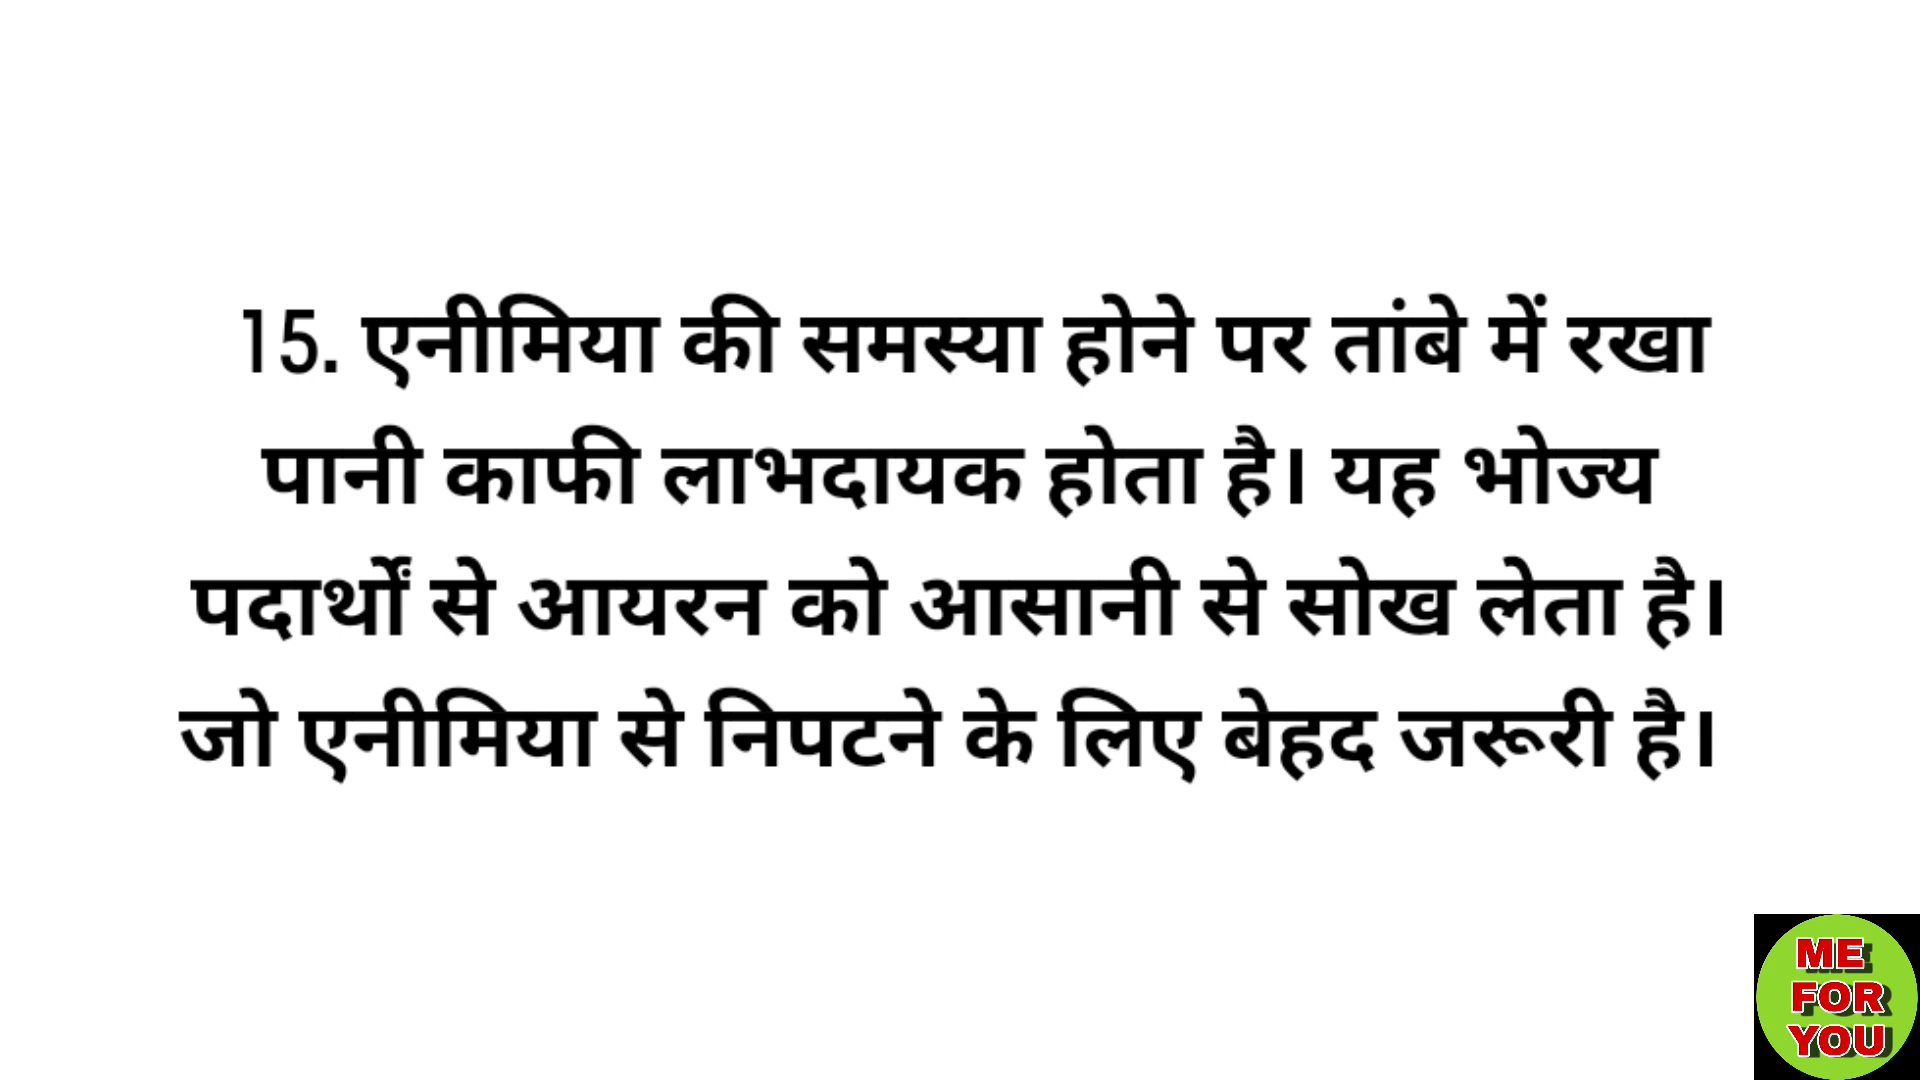 15. एनीमिया की समस्या होने पर तांबे में रखा
पानी काफी लाभदायक होता है। यह भोज्य
पदार्थों से आयरन को आसानी से सोख लेता है।
जो एनीमिया से निपटने के लिए बेहद जरूरी है।
ME
FOR
YOU